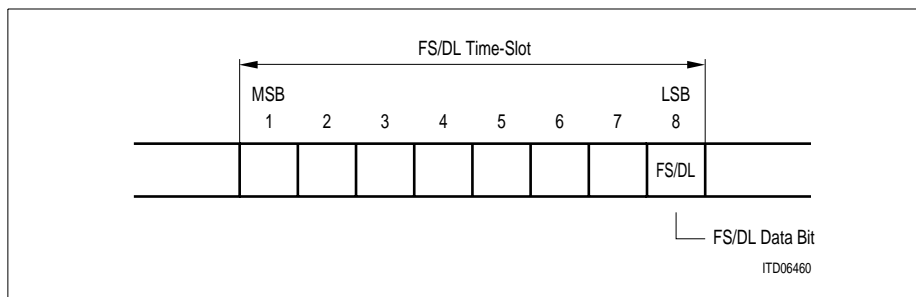 FS/DL Time-Slot
MSB LSB
1 2 3 4 5 6 7 8
FS/DL
FS/DL Data Bit
ITD06460